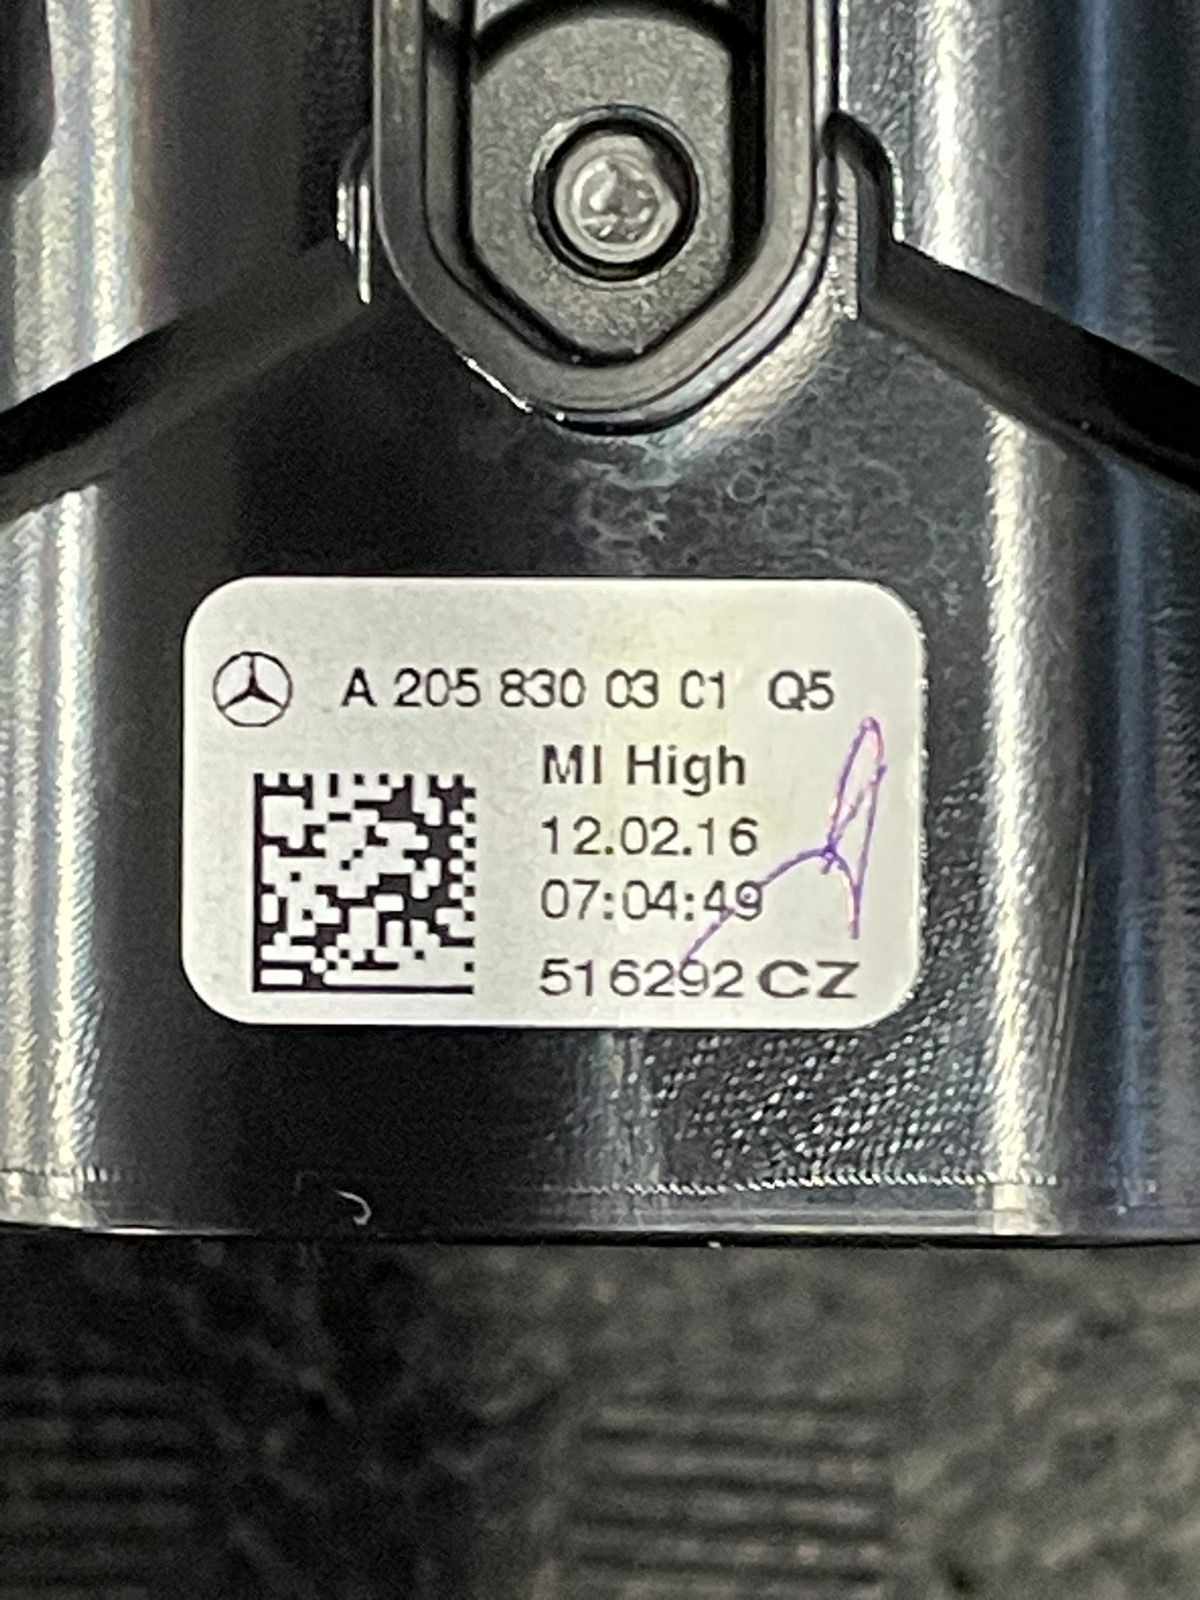 A 205 830 03 01 Q5
MI High
12.02.16
07:04:49
516292 CZ